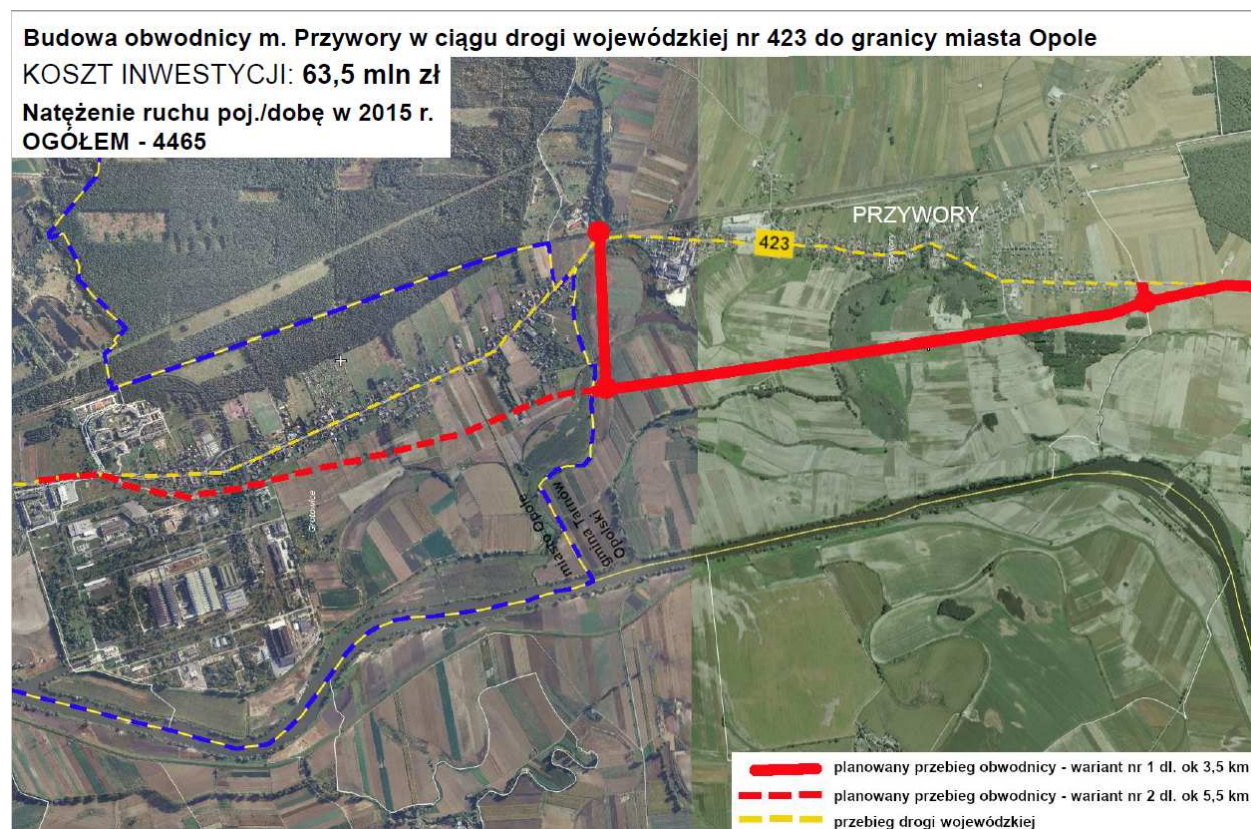 Budowa obwodnicy m. Przywory w ciągu drogi wojewódzkiej nr 423 do granicy miasta Opole
KOSZT INWESTYCJI: 63,5 mln zł
Natężenie ruchu poj./dobę w 2015 r.
OGÓŁEM - 4465
PRZYWORY
423
Grotowice
miasto Opole
gmina Tarnów
Opolski
planowany przebieg obwodnicy - wariant nr 1 dł. ok 3,5 km
planowany przebieg obwodnicy - wariant nr 2 dł. ok 5,5 km
przebieg drogi wojewódzkiej